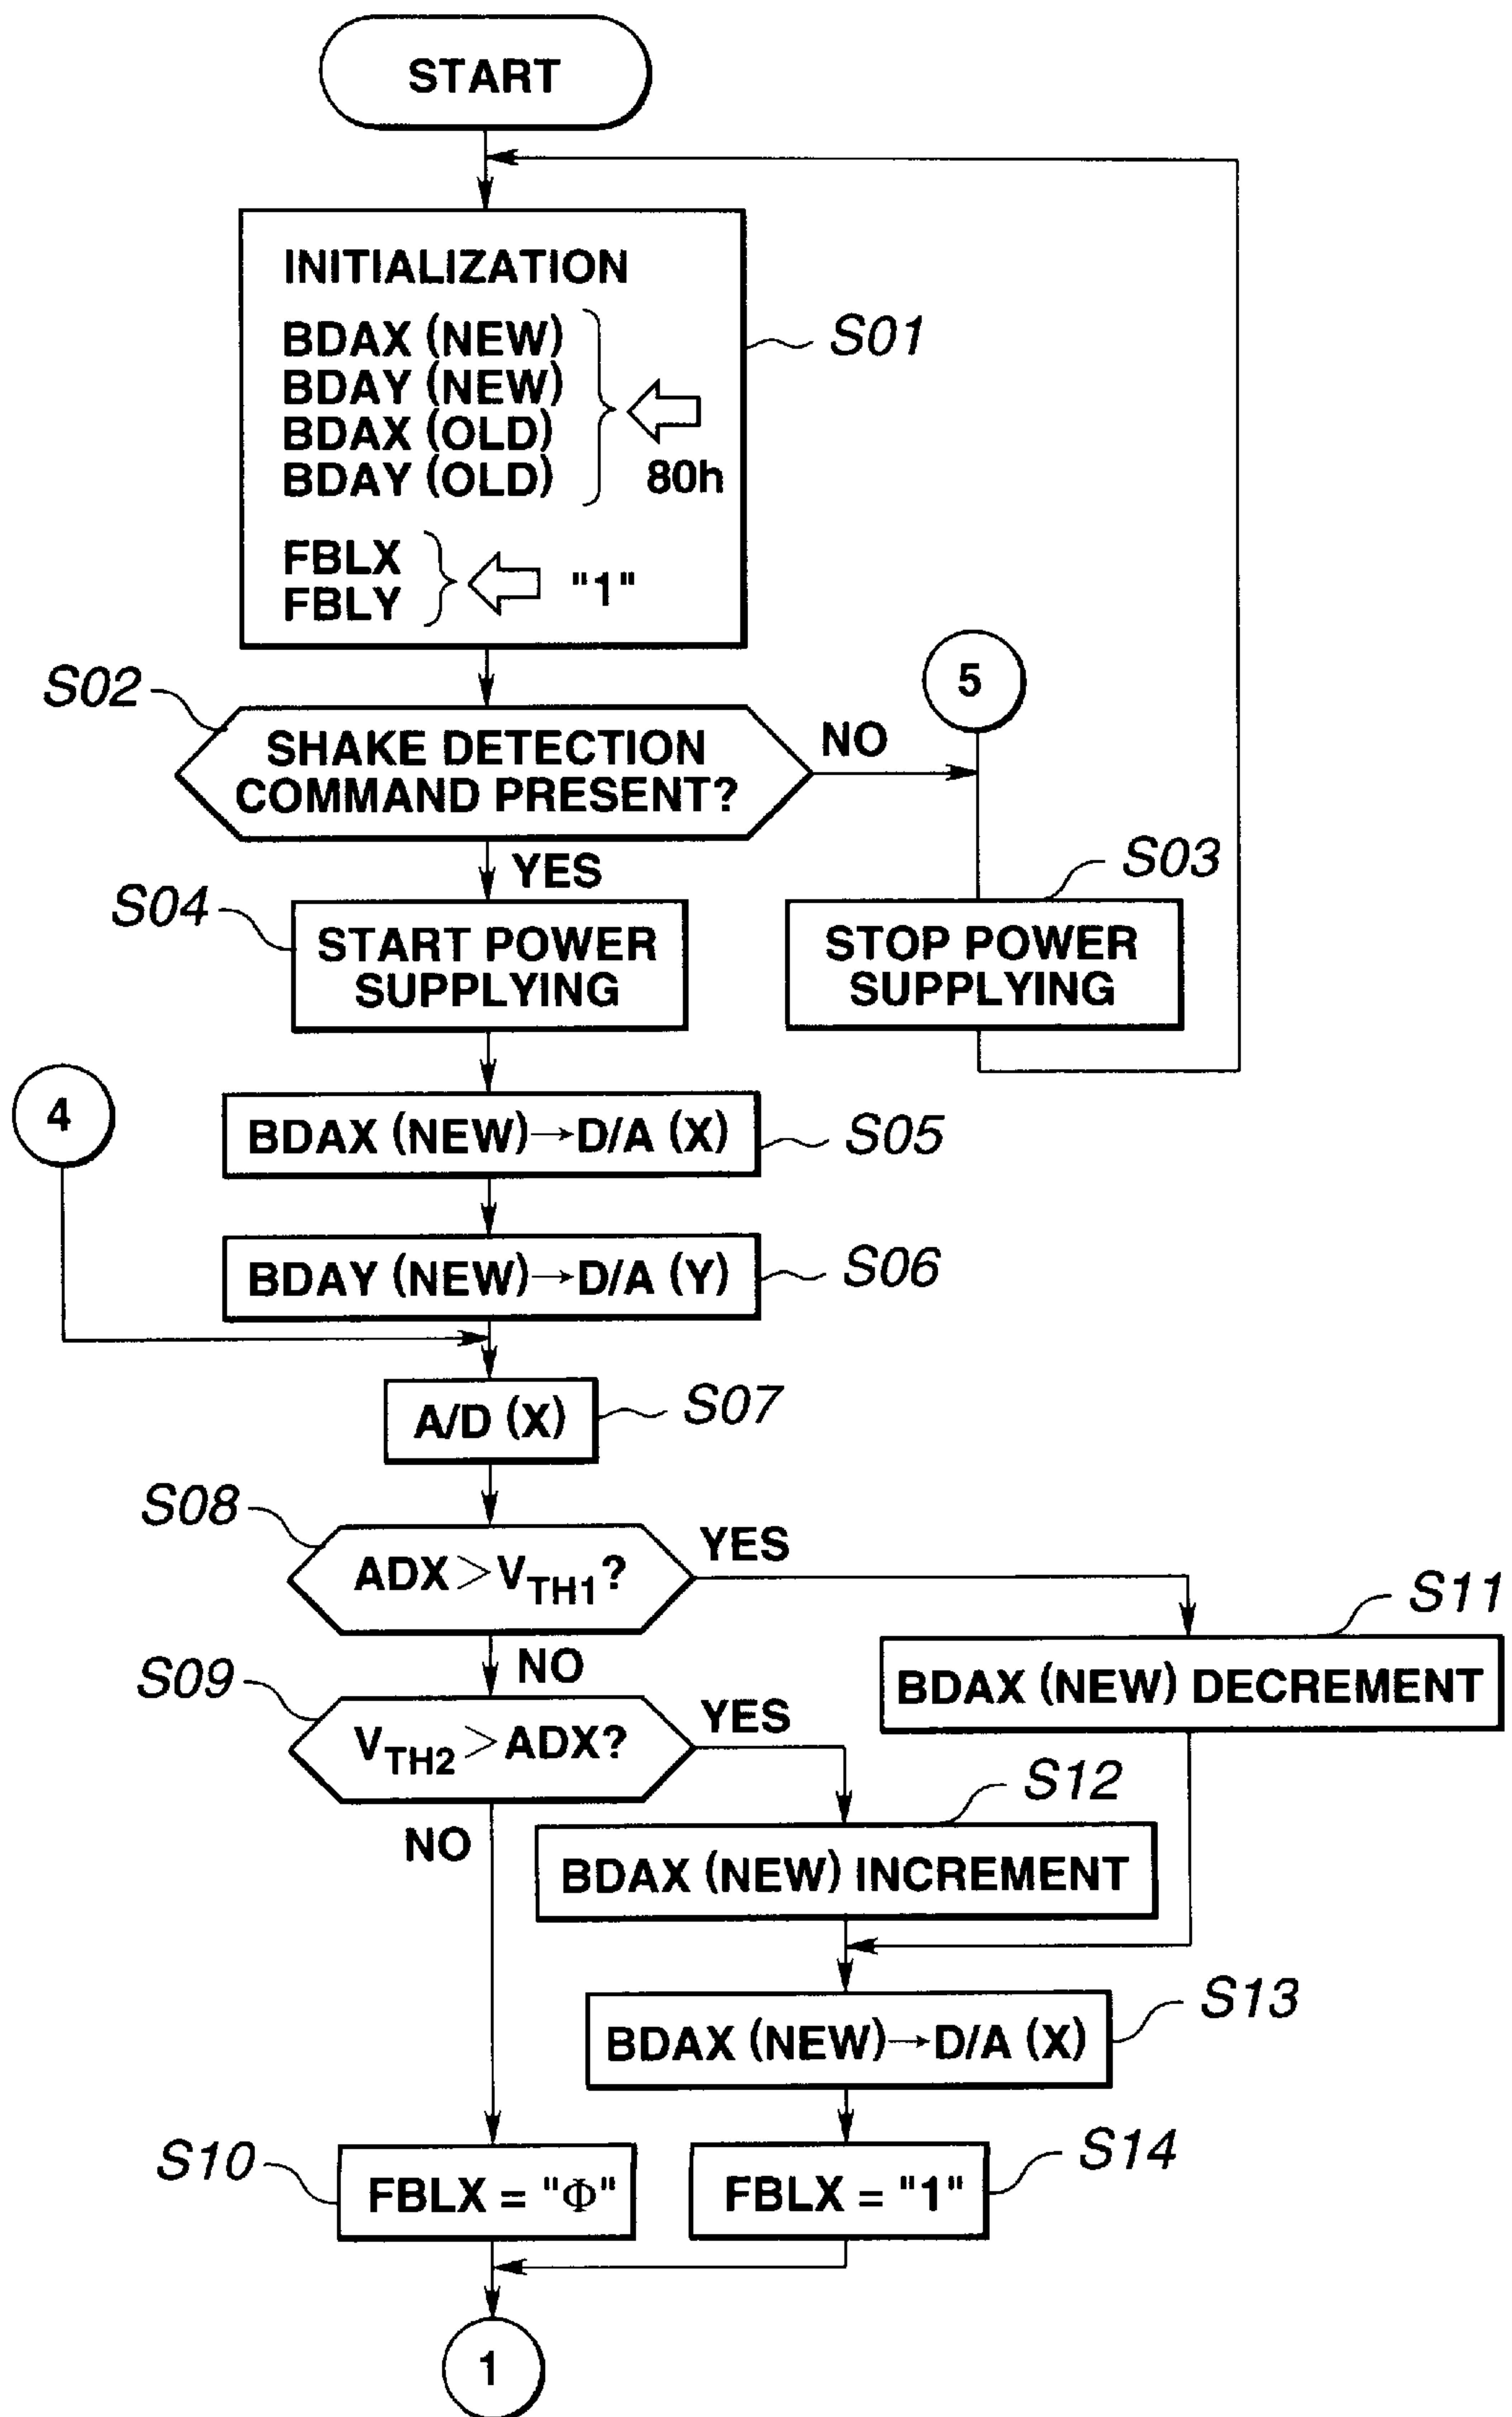 START
INITIALIZATION
BDAX (NEW)
BDAY (NEW)
BDAX (OLD)
BDAY (OLD)
80h
S01
FBLX
FBLY
"1"
S02
SHAKE DETECTION
COMMAND PRESENT?
NO
5
YES
S03
S04
START POWER
SUPPLYING
STOP POWER
SUPPLYING
4
BDAX (NEW)→D/A (X)
S05
BDAY (NEW)→D/A (Y)
S06
A/D (X)
S07
S08
ADX>VTH1?
YES
S11
NO
BDAX (NEW) DECREMENT
S09
VTH2>ADX?
YES
S12
NO
BDAX (NEW) INCREMENT
S13
BDAX (NEW)→D/A (X)
S10
FBLX = "Φ"
S14
FBLX = "1"
1